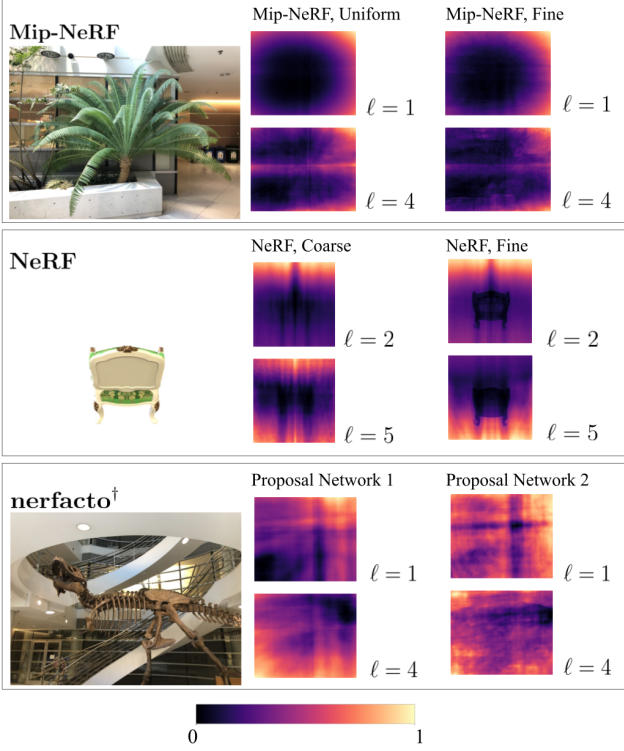 Mip-NeRF
Mip-NeRF, Uniform
Mip-NeRF, Fine
ℓ = 1
ℓ = 1
ℓ = 4
ℓ = 4
NeRF
NeRF, Coarse
NeRF, Fine
ℓ = 2
ℓ = 2
ℓ = 5
ℓ = 5
nerfacto†
Proposal Network 1
Proposal Network 2
ℓ = 1
ℓ = 1
ℓ = 4
ℓ = 4
0
1